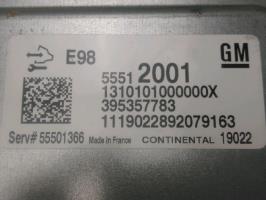 E98
GM
5551 2001
1310101000000X
395357783
1119022892079163
Serv# 55501366 Made In France CONTINENTAL 19022